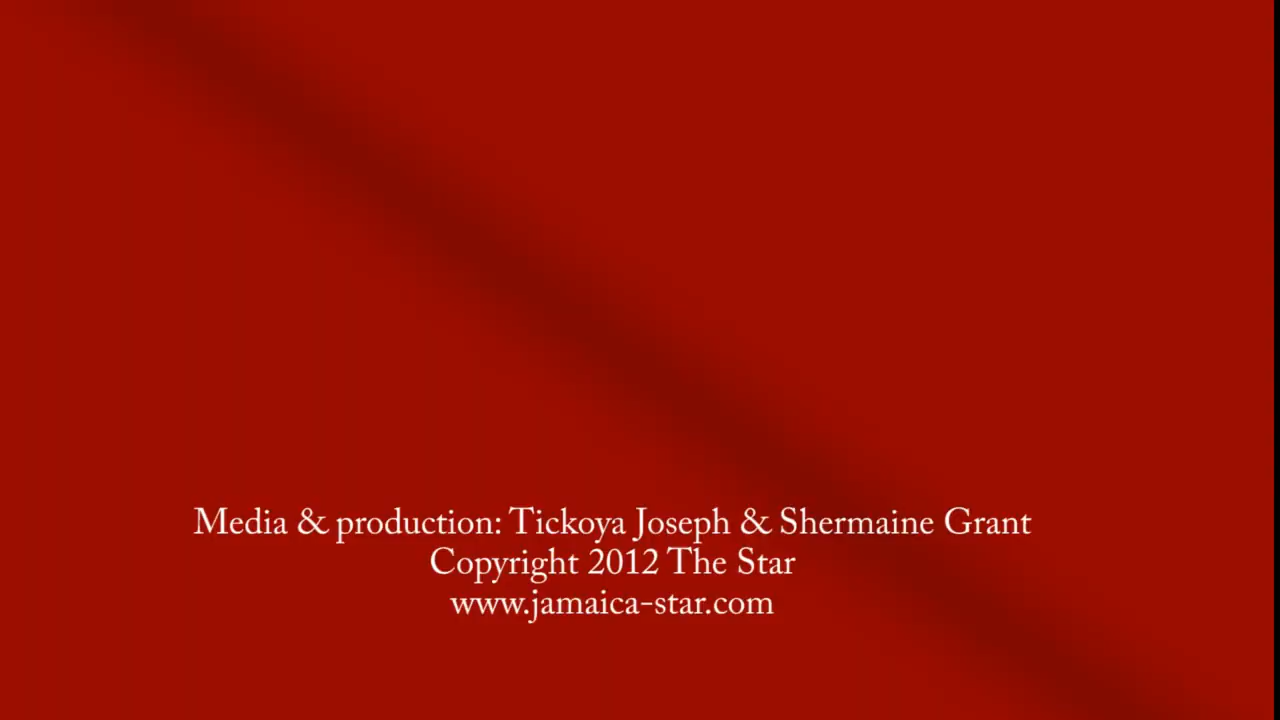 Media & production: Tickoya Joseph & Shermaine Grant
Copyright 2012 The Star
www.jamaica-star.com